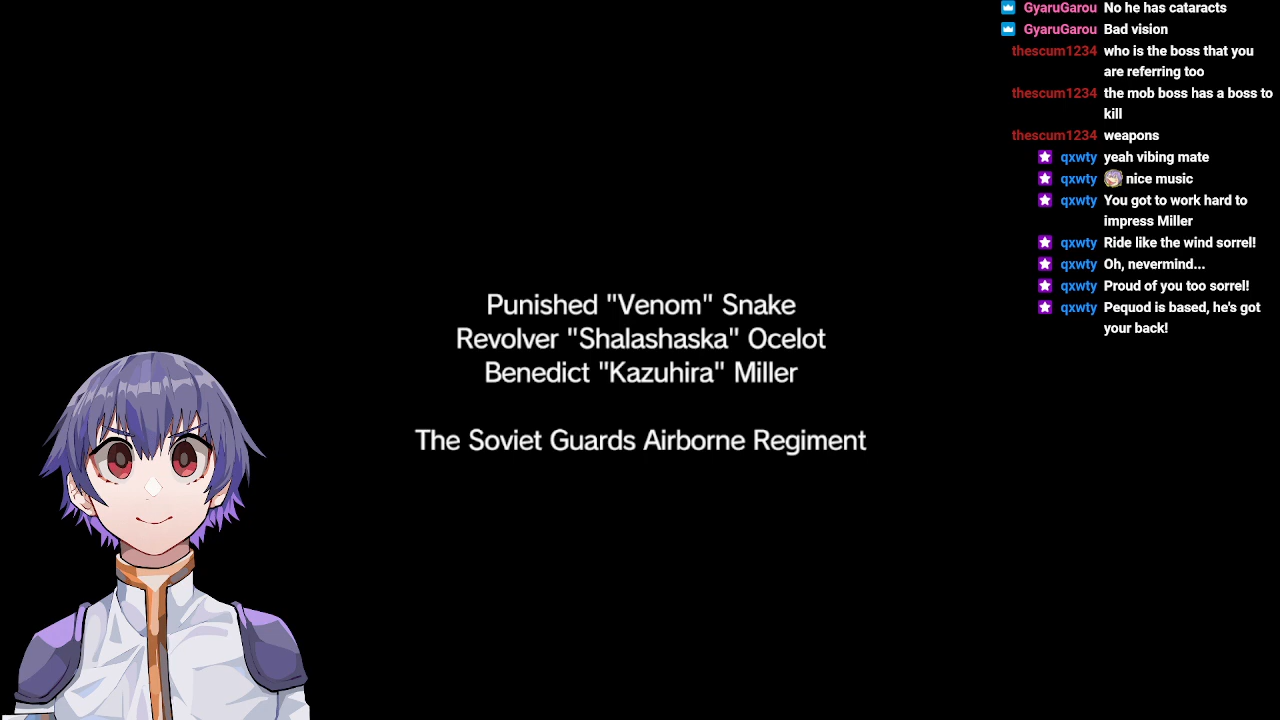 Punished "Venom" Snake
Revolver "Shalashaska" Ocelot
Benedict "Kazuhira" Miller
The Soviet Guards Airborne Regiment
GyaruGarou No he has cataracts
GyaruGarou Bad vision
thescum1234 who is the boss that you
are referring too
thescum1234 the mob boss has a boss to
kill
thescum1234 weapons
qxwty yeah vibing mate
qxwty nice music
qxwty You got to work hard to
impress Miller
qxwty Ride like the wind sorrel!
qxwty Oh, nevermind...
qxwty Proud of you too sorrel!
qxwty Pequod is based, he's got
your back!